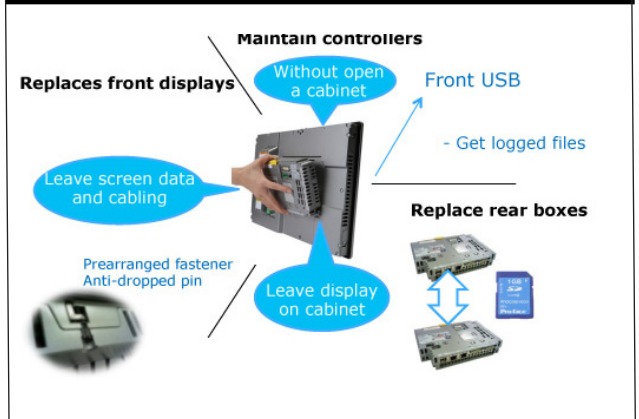 Maintain controllers
Without open
a cabinet
Replaces front displays
Front USB
- Get logged files
Leave screen data
and cabling
Replace rear boxes
Prearranged fastener
Anti-dropped pin
Leave display
on cabinet
1GB